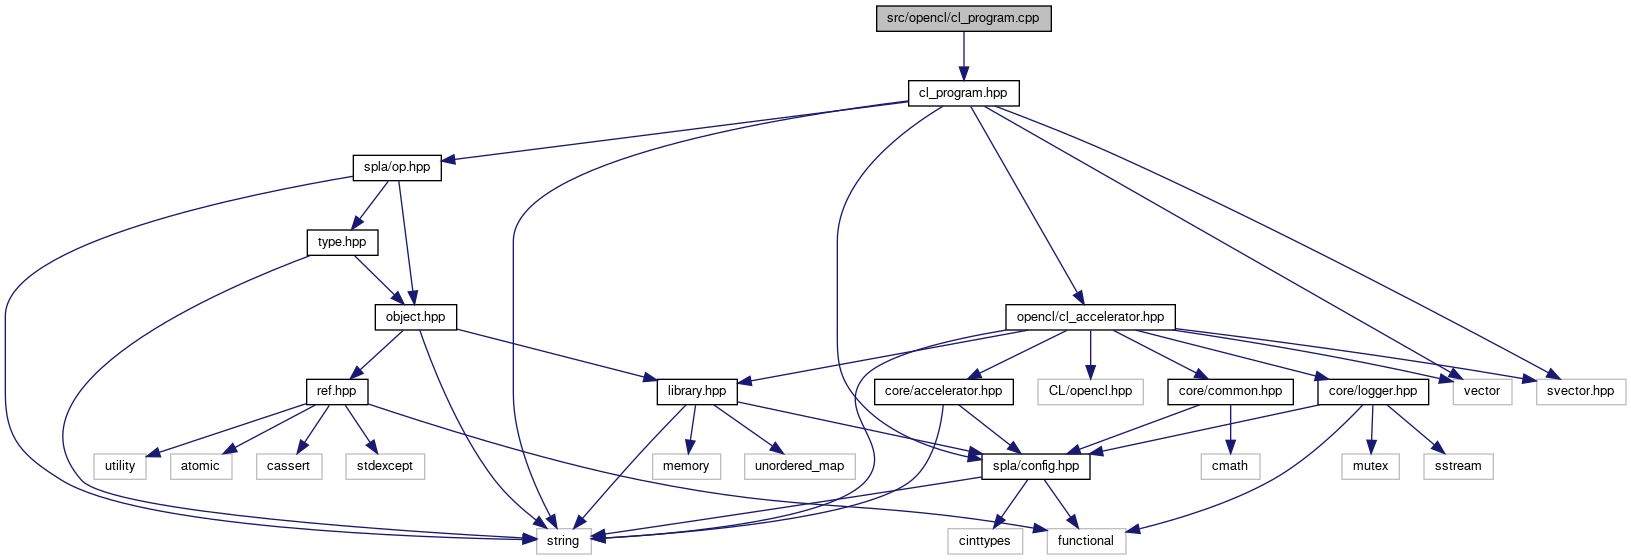 src/opencl/cl_program.cpp
cl_program.hpp
spla/op.hpp
type.hpp
object.hpp
opencl/cl_accelerator.hpp
ref.hpp
library.hpp
core/accelerator.hpp
CL/opencl.hpp
core/common.hpp
core/logger.hpp
vector
svector.hpp
utility
atomic
cassert
stdexcept
memory
unordered_map
spla/config.hpp
cmath
mutex
sstream
string
cinttypes
functional